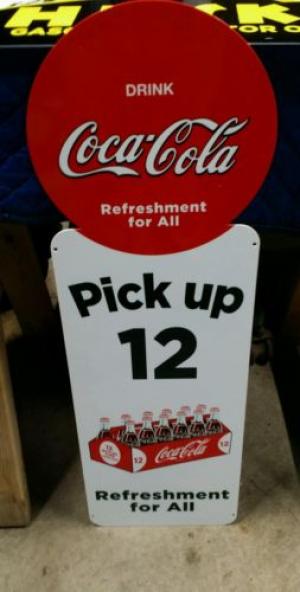 DRINK
Coca-Cola
Refreshment
for All
Pick up
12
12
Coca-Cola
12
Refreshment
for All